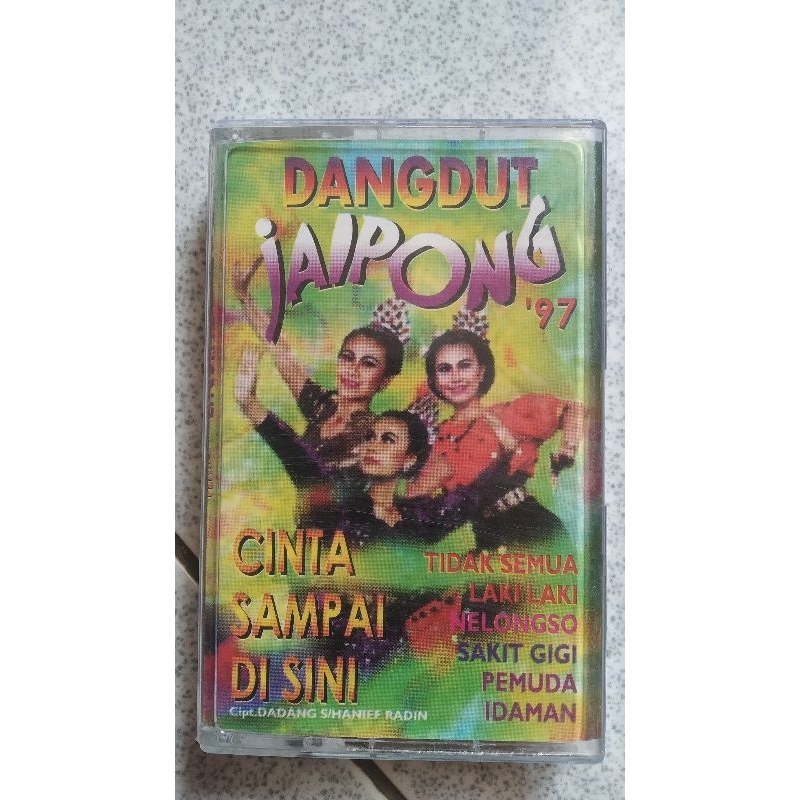 DANGDUT
JAIPONG
'97
CINTA
SAMPAI
DI SINI
Cipt.DADANG S/HANIEF RADIN
TIDAK SEMUA
LAKI LAKI
NELONGSO
SAKIT GIGI
PEMUDA
IDAMAN